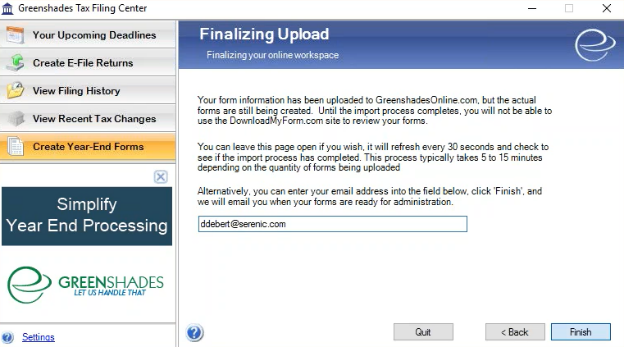 Greenshades Tax Filing Center
Your Upcoming Deadlines
Create E-File Returns
View Filing History
View Recent Tax Changes
Create Year-End Forms
Simplify
Year End Processing
GREENSHADES
LET US HANDLE THAT
Settings
Finalizing Upload
Finalizing your online workspace
Your form information has been uploaded to GreenshadesOnline.com, but the actual
forms are still being created. Until the import process completes, you will not be able to
use the DownloadMyForm.com site to review your forms.
You can leave this page open if you wish, it will refresh every 30 seconds and check to
see if the import process has completed. This process typically takes 5 to 15 minutes
depending on the quantity of forms being uploaded
Alternatively, you can enter your email address into the field below, click 'Finish', and
we will email you when your forms are ready for administration.
ddebert@serenic.com
Quit
< Back
Finish